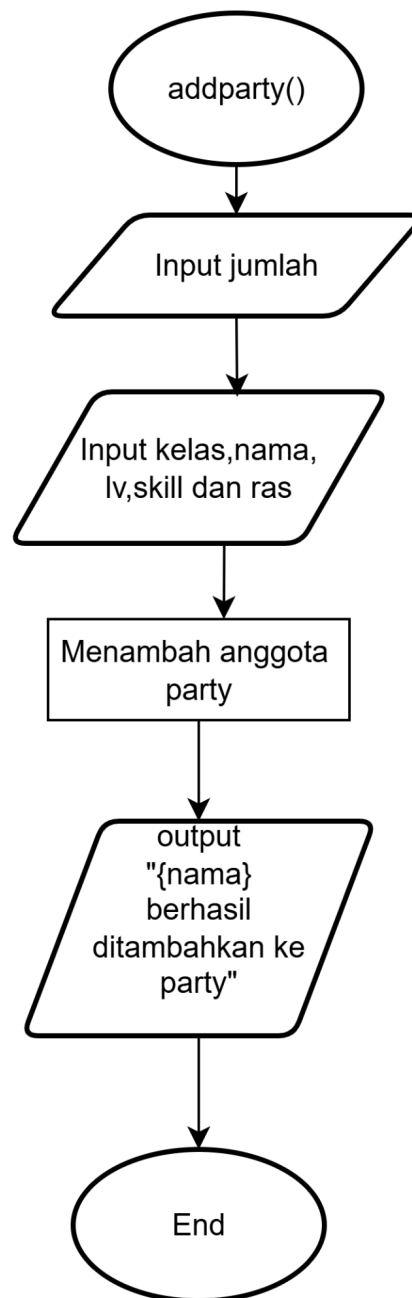 addparty()
Input jumlah
Input kelas,nama,
lv,skill dan ras
Menambah anggota
party
output
"{nama}
berhasil
ditambahkan ke
party"
End